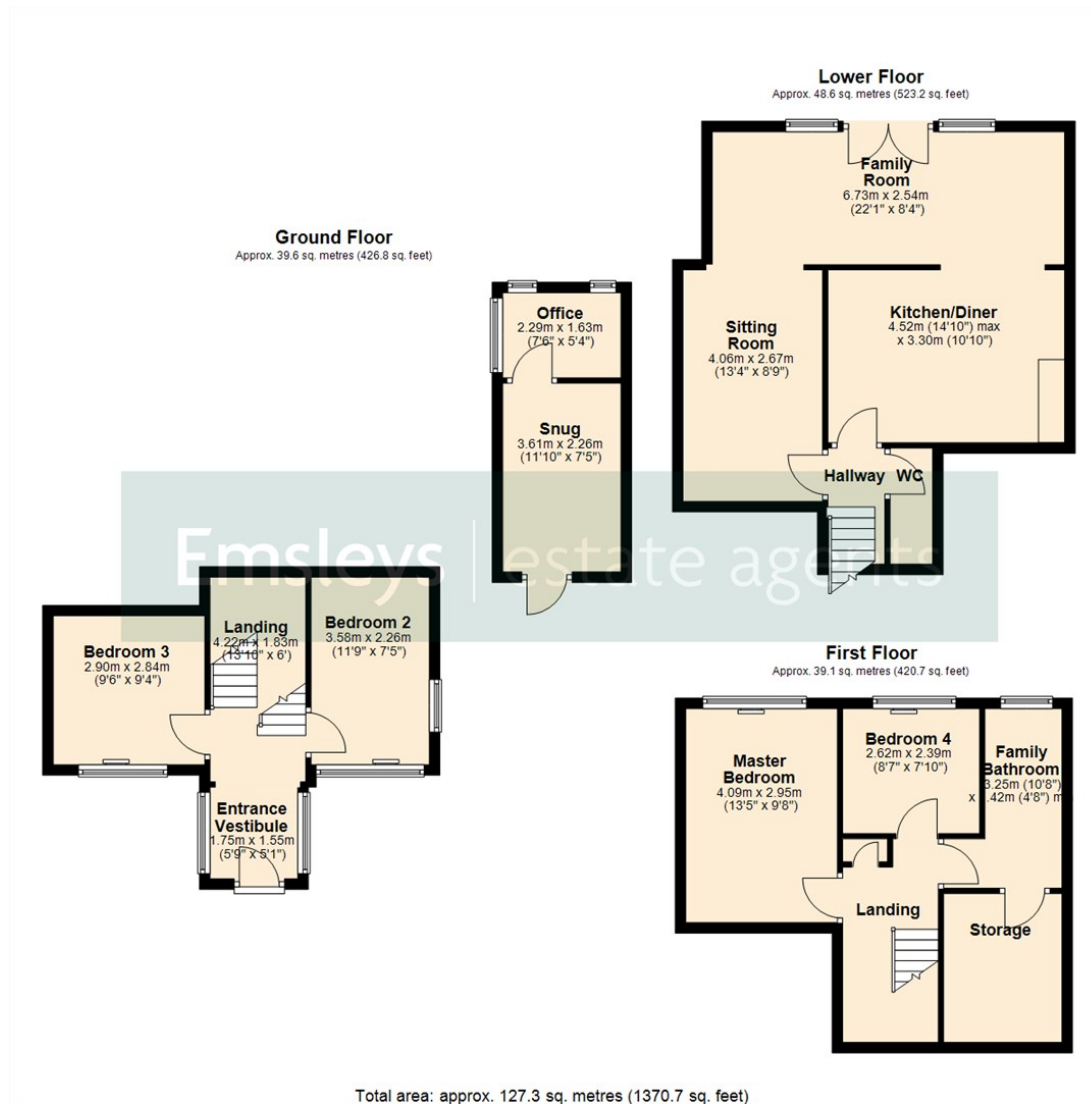 Lower Floor
Approx. 48.6 sq. metres (523.2 sq. feet)
Family
Room
6.73m x 2.54m
(22'1" x 8'4")
Kitchen/Diner
4.52m (14'10") max
x 3.30m (10'10")
Sitting
Room
4.06m x 2.67m
(13'4" x 8'9")
Hallway
WC
Ground Floor
Approx. 39.6 sq. metres (426.8 sq. feet)
Office
2.29m x 1.63m
(7'6" x 5'4")
Snug
3.61m x 2.26m
(11'10" x 7'5")
Emsleys | estate agents
Landing
4.22m x 1.83m
(13'10" x 6')
Bedroom 2
3.58m x 2.26m
(11'9" x 7'5")
Bedroom 3
2.90m x 2.84m
(9'6" x 9'4")
Entrance
Vestibule
1.75m x 1.55m
(5'9" x 5'1")
First Floor
Approx. 39.1 sq. metres (420.7 sq. feet)
Master
Bedroom
4.09m x 2.95m
(13'5" x 9'8")
Bedroom 4
2.62m x 2.39m
(8'7" x 7'10")
Family
Bathroom
3.25m (10'8")
x .42m (4'8") m
Landing
Storage
Total area: approx. 127.3 sq. metres (1370.7 sq. feet)